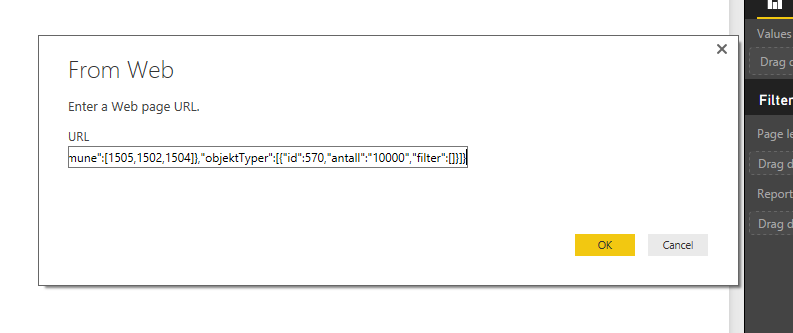 From Web
Enter a Web page URL.
URL
mune":[1505,1502,1504]},"objektTyper":[{"id":570,"antall":"10000","filter":[]}]}
OK
Cancel
Values
Drag d
Filter
Page le
Drag d
Report
Drag d